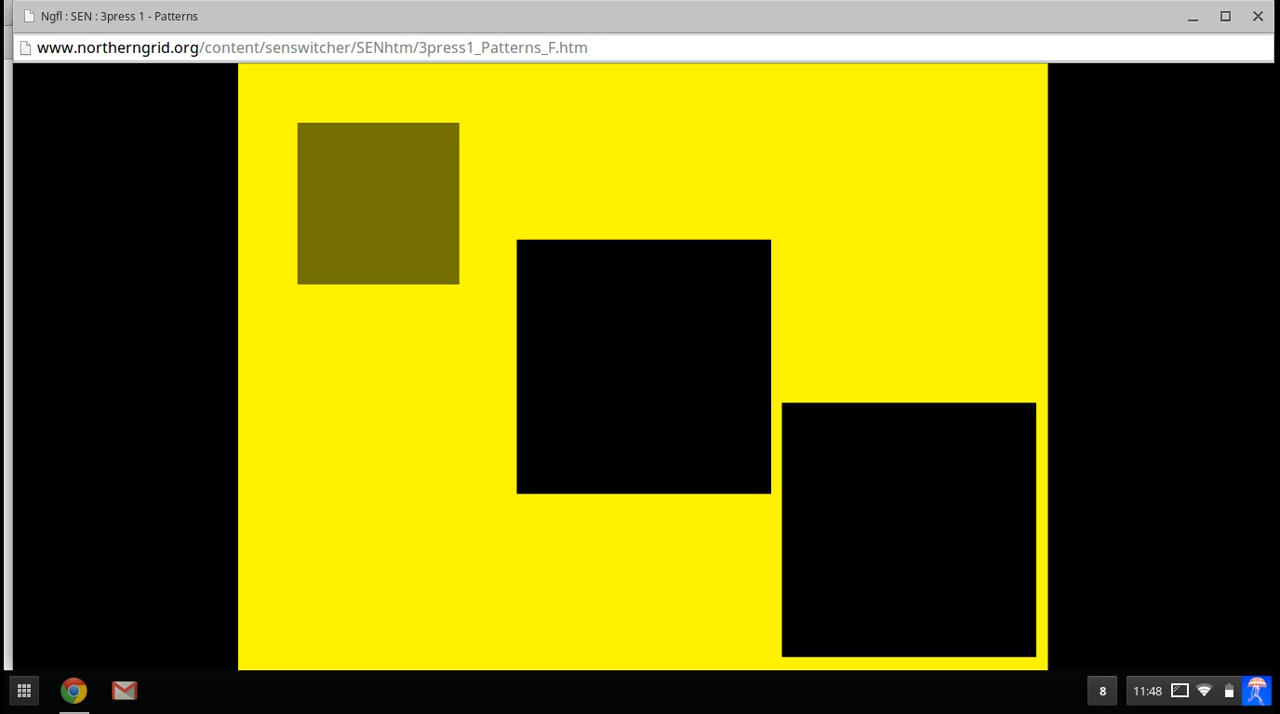 Ngfl : SEN : 3press 1 - Patterns
www.northerngrid.org/content/senswitcher/SENhtm/3press1_Patterns_F.htm
8
11:48